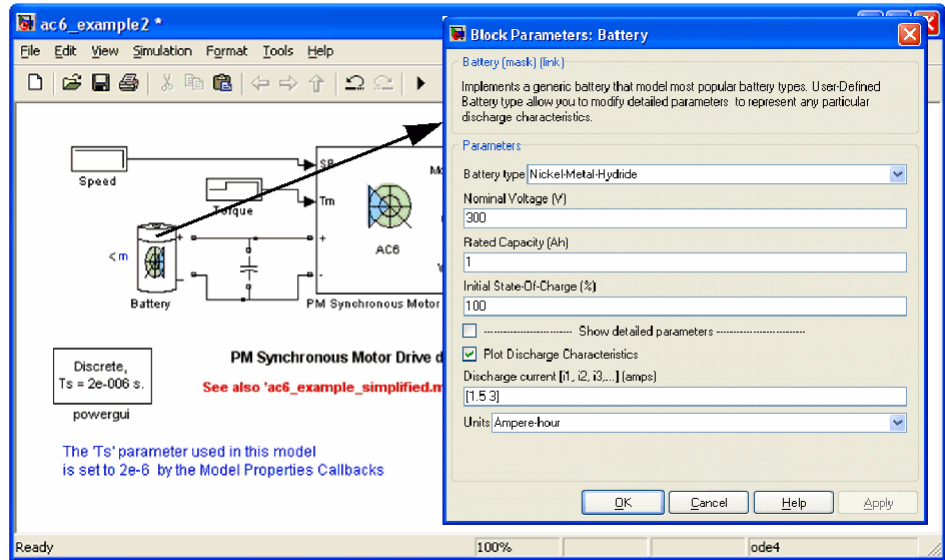 ac6_example2 *
File Edit View Simulation Format Tools Help
Speed
SP
Torque
Tm
Mo
+
+
AC6
< m
-
-
V
Battery
PM Synchronous Motor
Discrete,
Ts = 2e-006 s.
powergui
PM Synchronous Motor Drive d
See also 'ac6_example_simplified.m
The 'Ts' parameter used in this model
is set to 2e-6 by the Model Properties Callbacks
Ready
100%
ode4
Block Parameters: Battery
Battery (mask) (link)
Implements a generic battery that model most popular battery types. User-Defined
Battery type allow you to modify detailed parameters to represent any particular
discharge characteristics.
Parameters
Battery type Nickel-Metal-Hydride
Nominal Voltage (V)
300
Rated Capacity (Ah)
1
Initial State-Of-Charge (%)
100
---------------------------- Show detailed parameters ----------------------------
Plot Discharge Characteristics
Discharge current [i1, i2, i3,...] (amps)
[1.5 3]
Units Ampere-hour
OK Cancel Help Apply